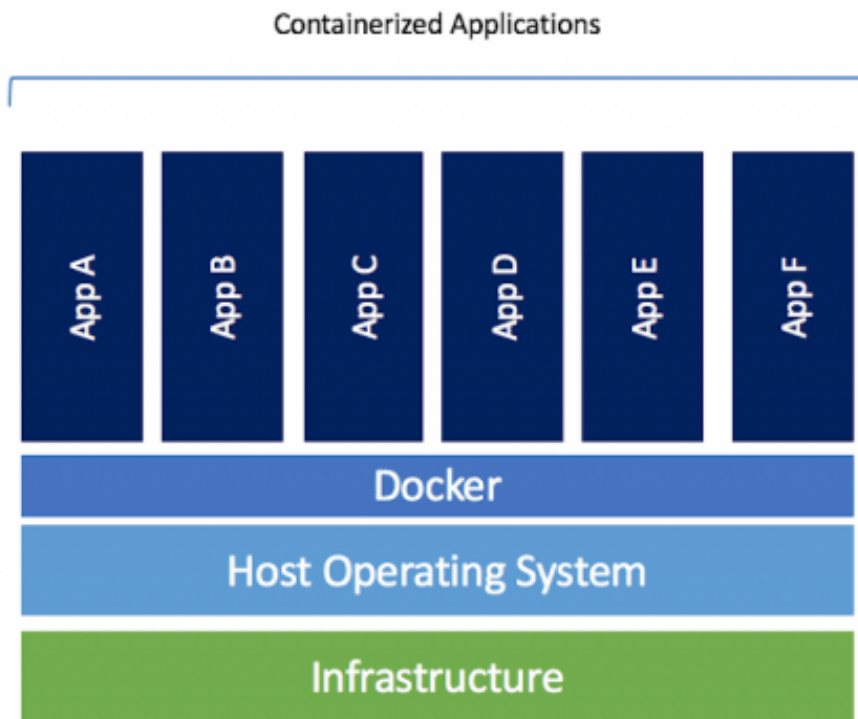 Containerized Applications
App A
App B
App C
App D
App E
App F
Docker
Host Operating System
Infrastructure